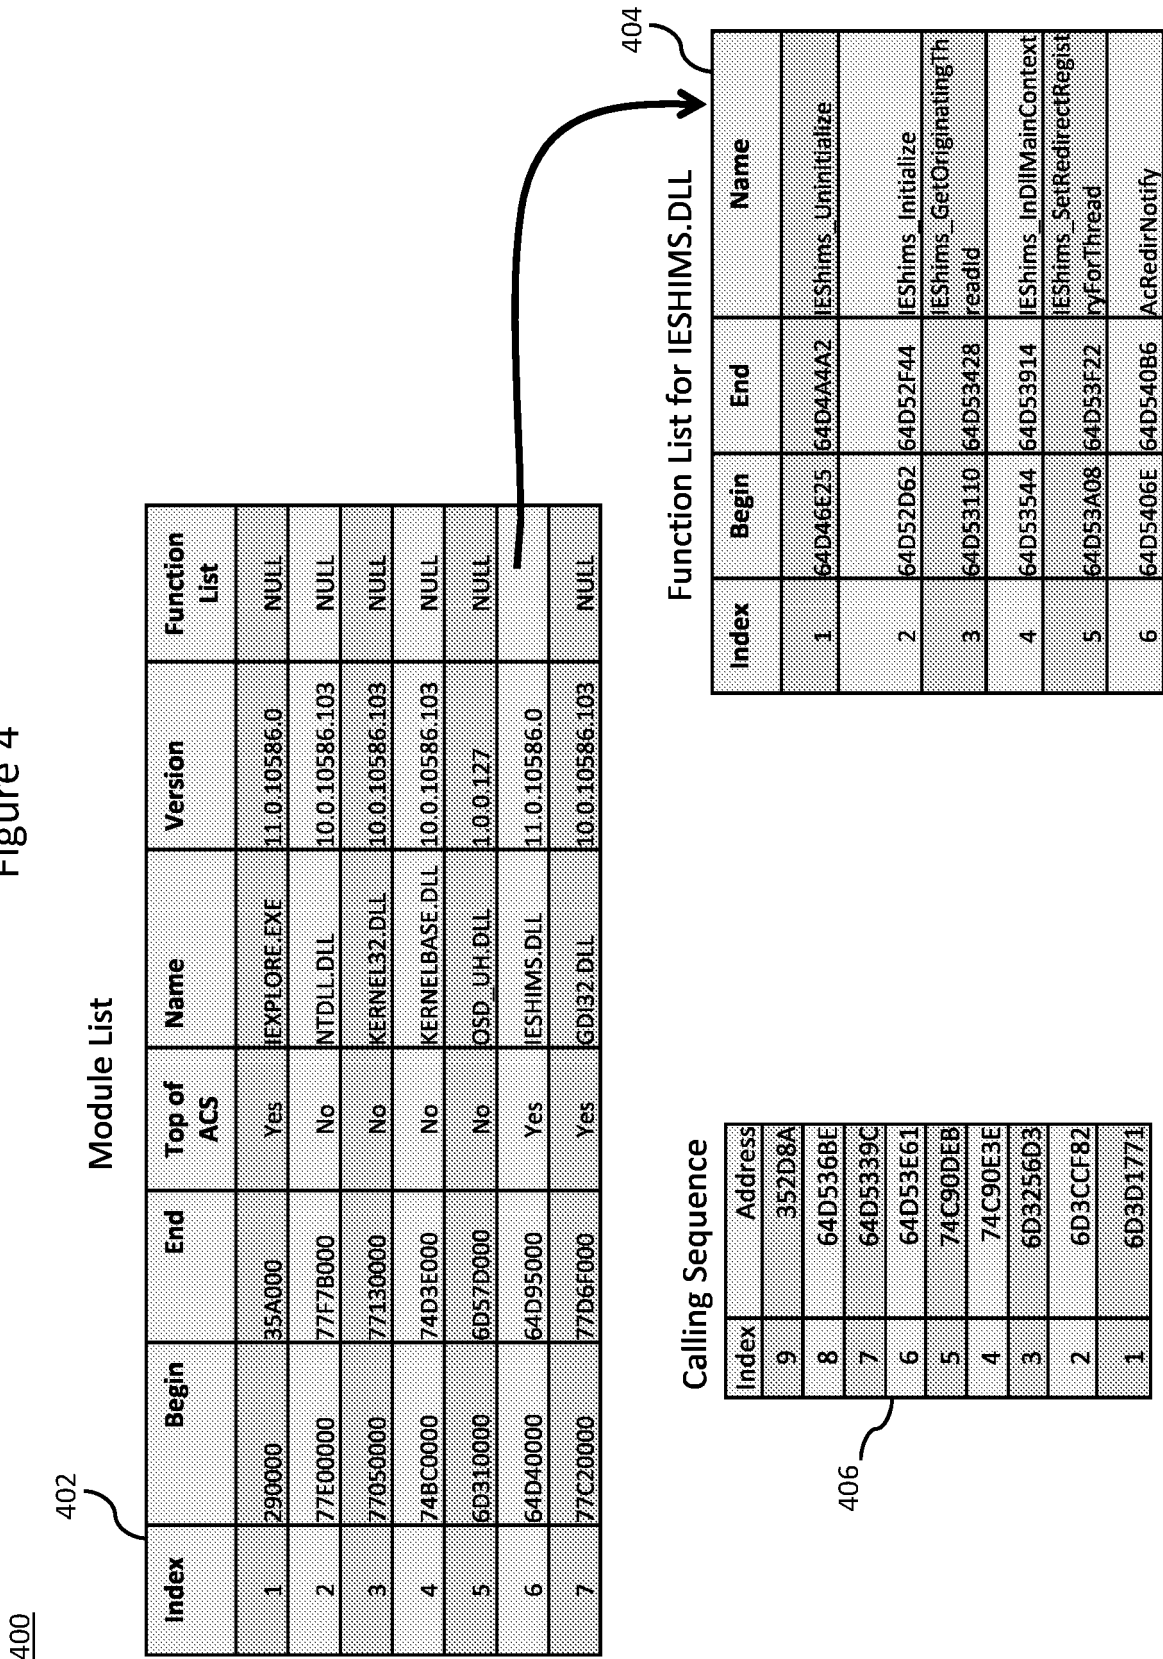 400
Figure 4
Module List
402
Index Begin End Top of ACS Name Version Function List
1 290000 35A000 Yes IEXPLORE.EXE 11.0.10586.0 NULL
2 77E00000 77F7B000 No NTDLL.DLL 10.0.10586.103 NULL
3 77050000 77130000 No KERNEL32.DLL 10.0.10586.103 NULL
4 74BC0000 74D3E000 No KERNELBASE.DLL 10.0.10586.103 NULL
5 6D310000 6D57D000 No OSD_UH.DLL 1.0.0.127 NULL
6 64D40000 64D95000 Yes IESHIMS.DLL 11.0.10586.0
7 77C20000 77D6F000 Yes GDI32.DLL 10.0.10586.103 NULL
Calling Sequence
406
Index Address
9 352D8A
8 64D536BE
7 64D5339C
6 64D53E61
5 74C90DEB
4 74C90E3E
3 6D3256D3
2 6D3CCF82
1 6D3D1771
Function List for IESHIMS.DLL
404
Index Begin End Name
1 64D46E25 64D4A4A2 IEShims_Uninitialize
2 64D52D62 64D52F44 IEShims_Initialize
3 64D53110 64D53428 IEShims_GetOriginatingTh
readId
4 64D53544 64D53914 IEShims_InDllMainContext
5 64D53A08 64D53F22 IEShims_SetRedirectRegist
ryForThread
6 64D5406E 64D540B6 AcRedirNotify